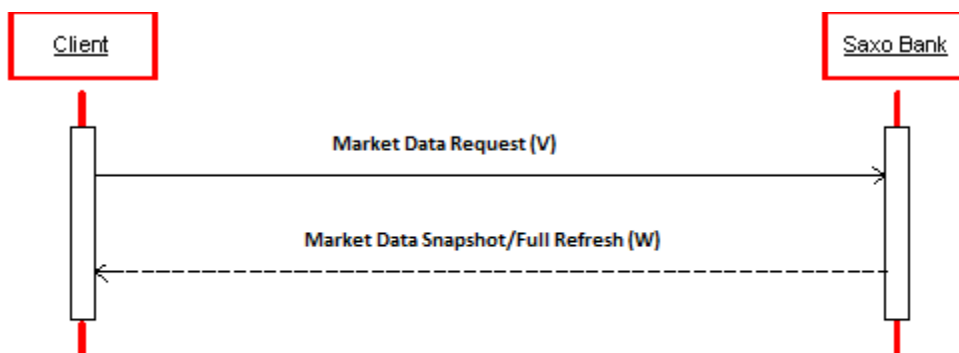 Client
Saxo Bank
Market Data Request (V)
Market Data Snapshot/Full Refresh (W)